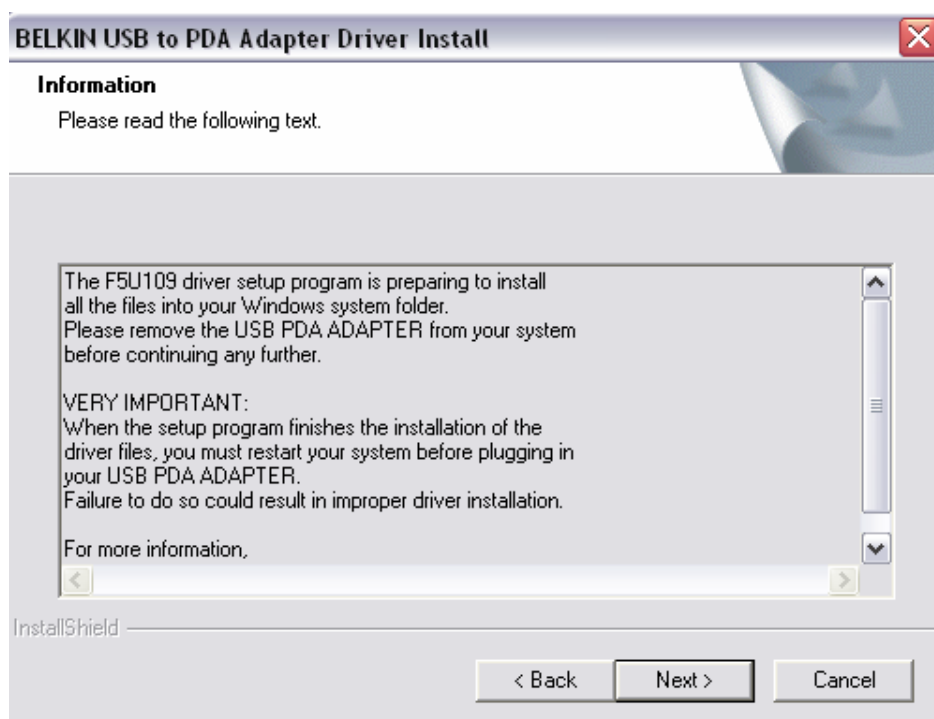 BELKIN USB to PDA Adapter Driver Install
Information
Please read the following text.
The F5U109 driver setup program is preparing to install
all the files into your Windows system folder.
Please remove the USB PDA ADAPTER from your system
before continuing any further.
VERY IMPORTANT:
When the setup program finishes the installation of the
driver files, you must restart your system before plugging in
your USB PDA ADAPTER.
Failure to do so could result in improper driver installation.
For more information,
InstallShield
< Back
Next >
Cancel